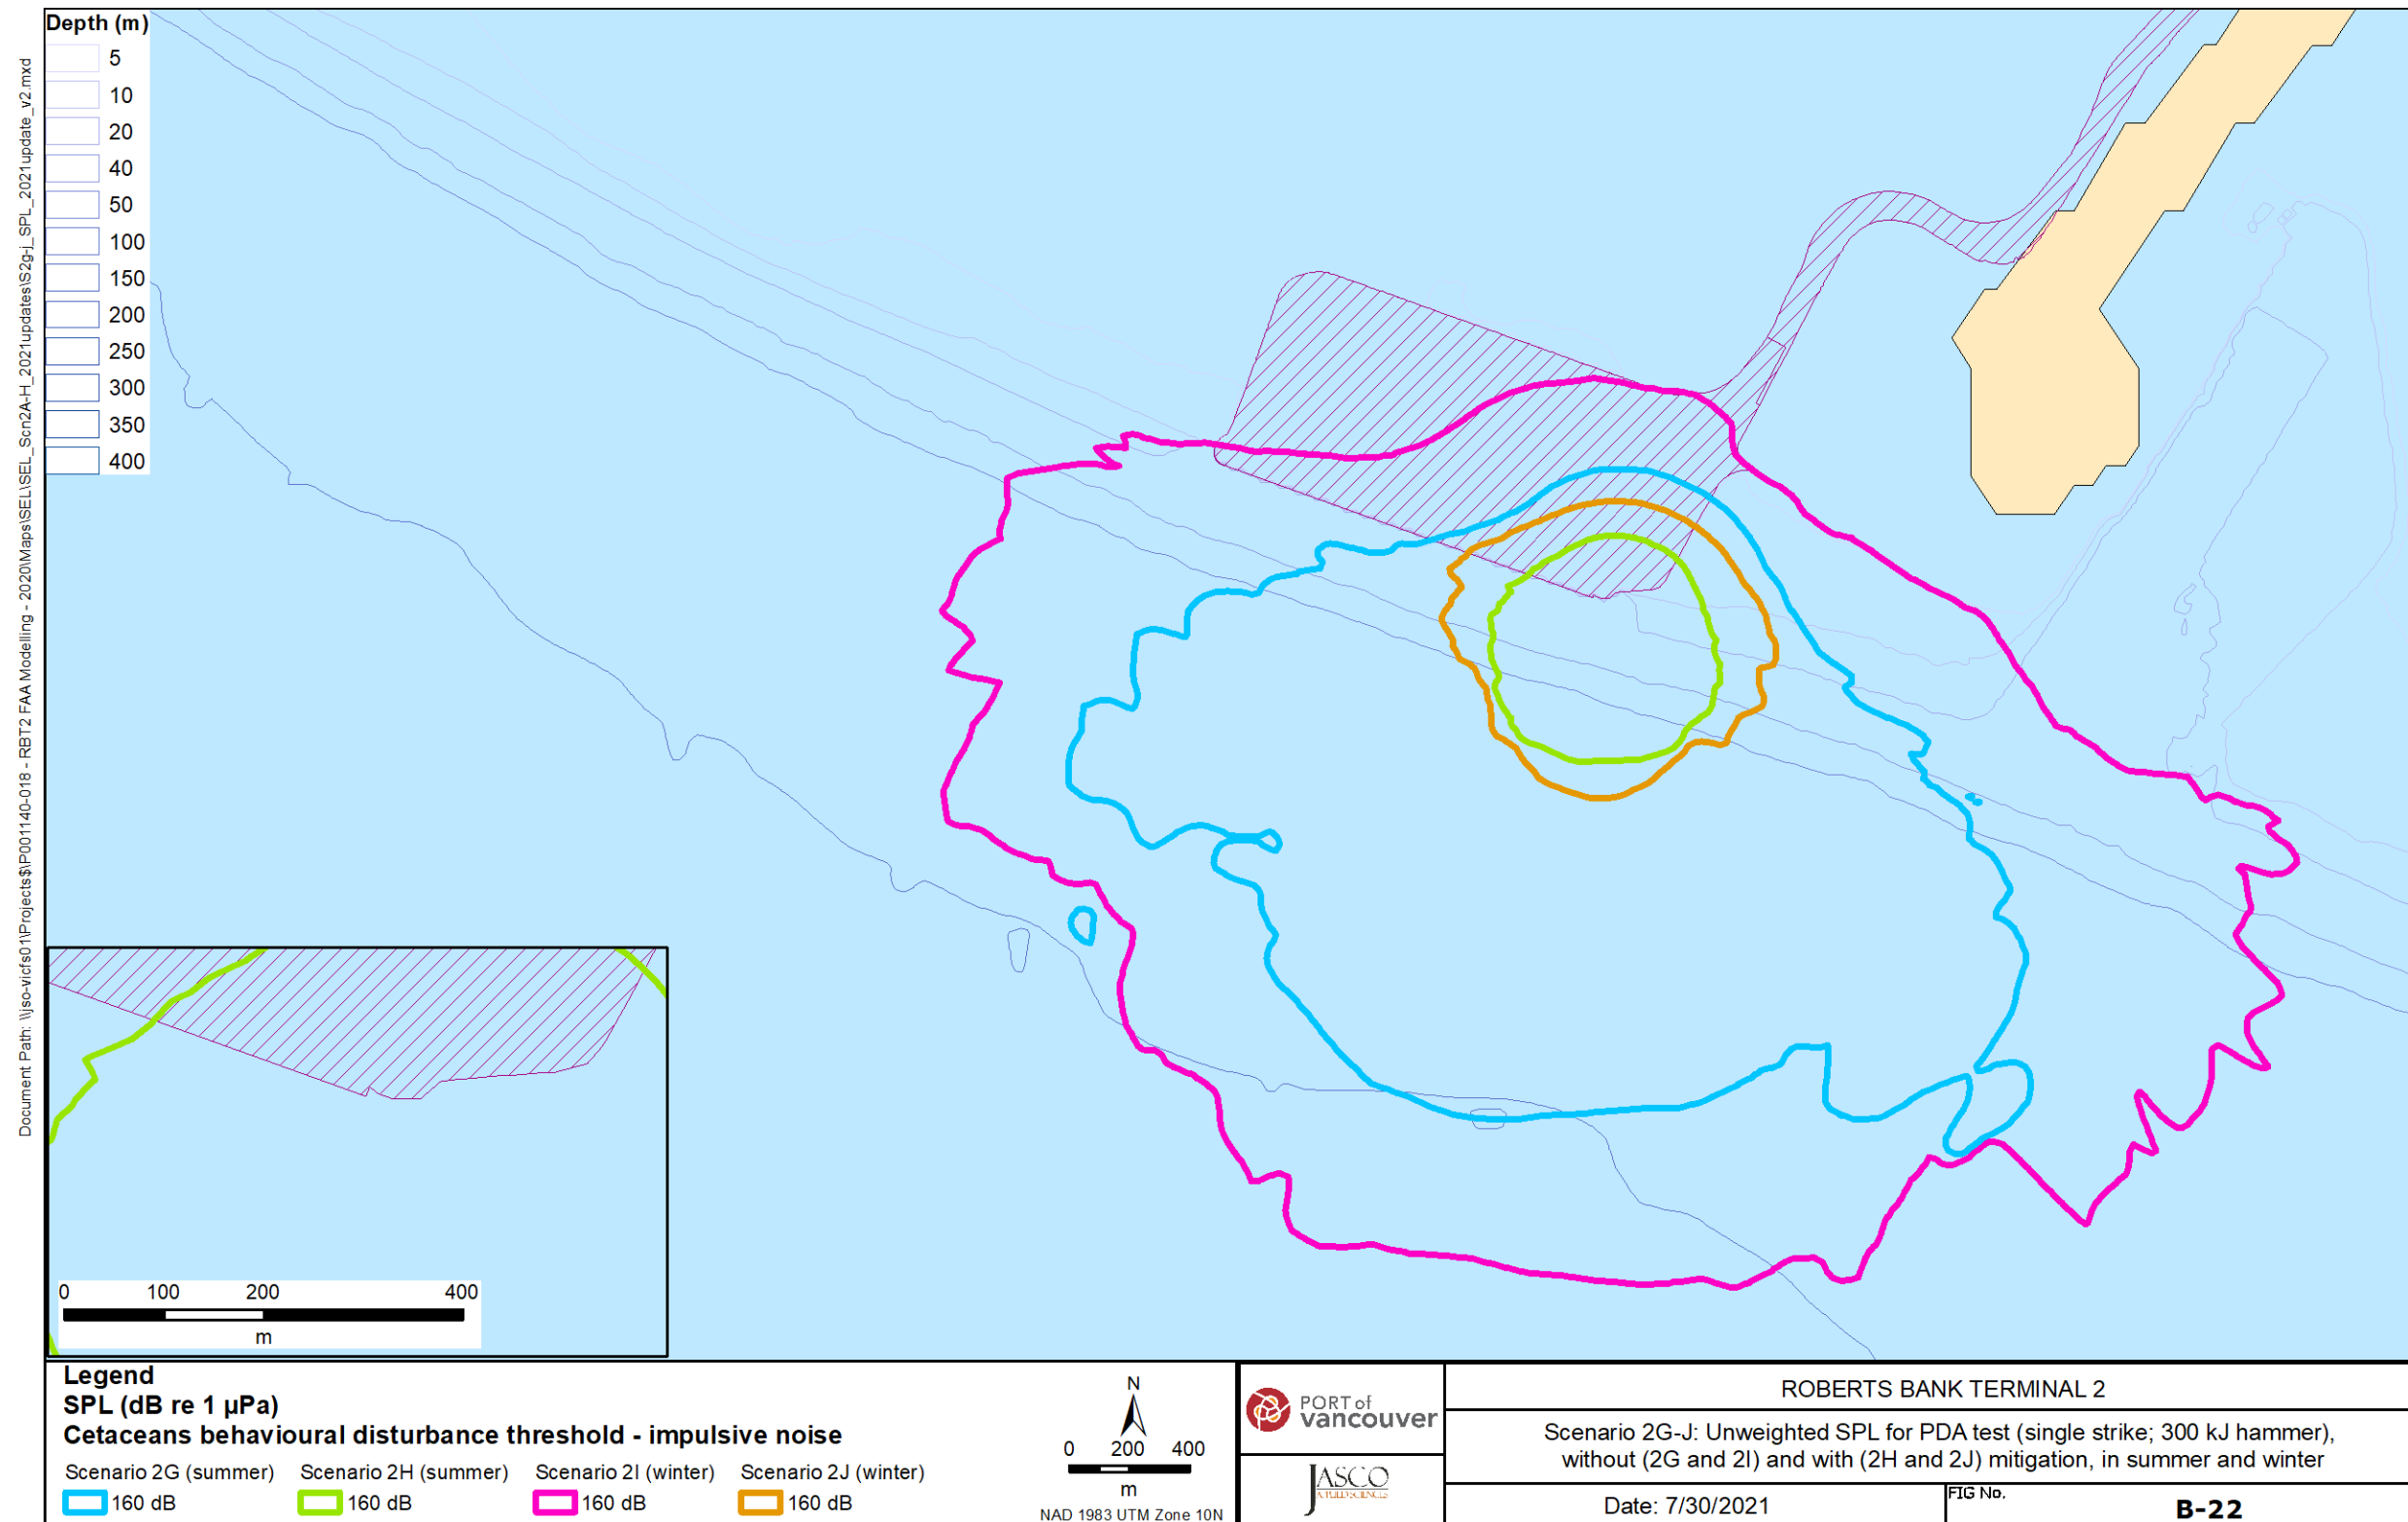 Depth (m)
5
10
20
40
50
100
150
200
250
300
350
400
Document Path: \\jso-vicfs01\Projects$\P001140-018 - RBT2 FAA Modelling - 2020\Maps\SEL\SEL_Scn2A-H_2021updates\S2g-j_SPL_2021update_v2.mxd
0 100 200 400
m
Legend
SPL (dB re 1 µPa)
Cetaceans behavioural disturbance threshold - impulsive noise
Scenario 2G (summer) Scenario 2H (summer) Scenario 2I (winter) Scenario 2J (winter)
160 dB 160 dB 160 dB 160 dB
N
0 200 400
m
NAD 1983 UTM Zone 10N
PORT of
vancouver
JASCO
APPLIED SCIENCES
ROBERTS BANK TERMINAL 2
Scenario 2G-J: Unweighted SPL for PDA test (single strike; 300 kJ hammer),
without (2G and 2I) and with (2H and 2J) mitigation, in summer and winter
Date: 7/30/2021
FIG No.
B-22